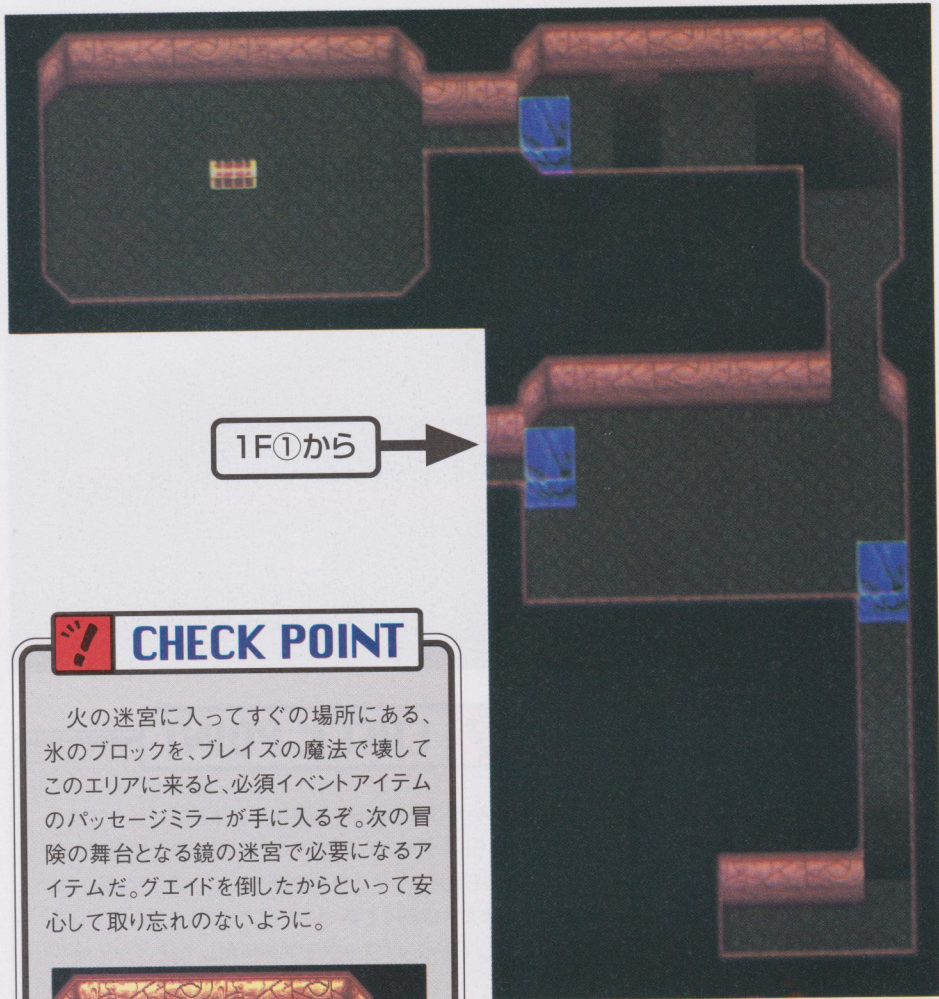 1F①から
CHECK POINT
火の迷宮に入ってすぐの場所にある、
氷のブロックを、ブレイズの魔法で壊して
このエリアに来ると、必須イベントアイテム
のパッセージミラーが手に入るぞ。次の冒
険の舞台となる鏡の迷宮で必要になるア
イテムだ。グエイドを倒したからといって安
心して取り忘れのないように。